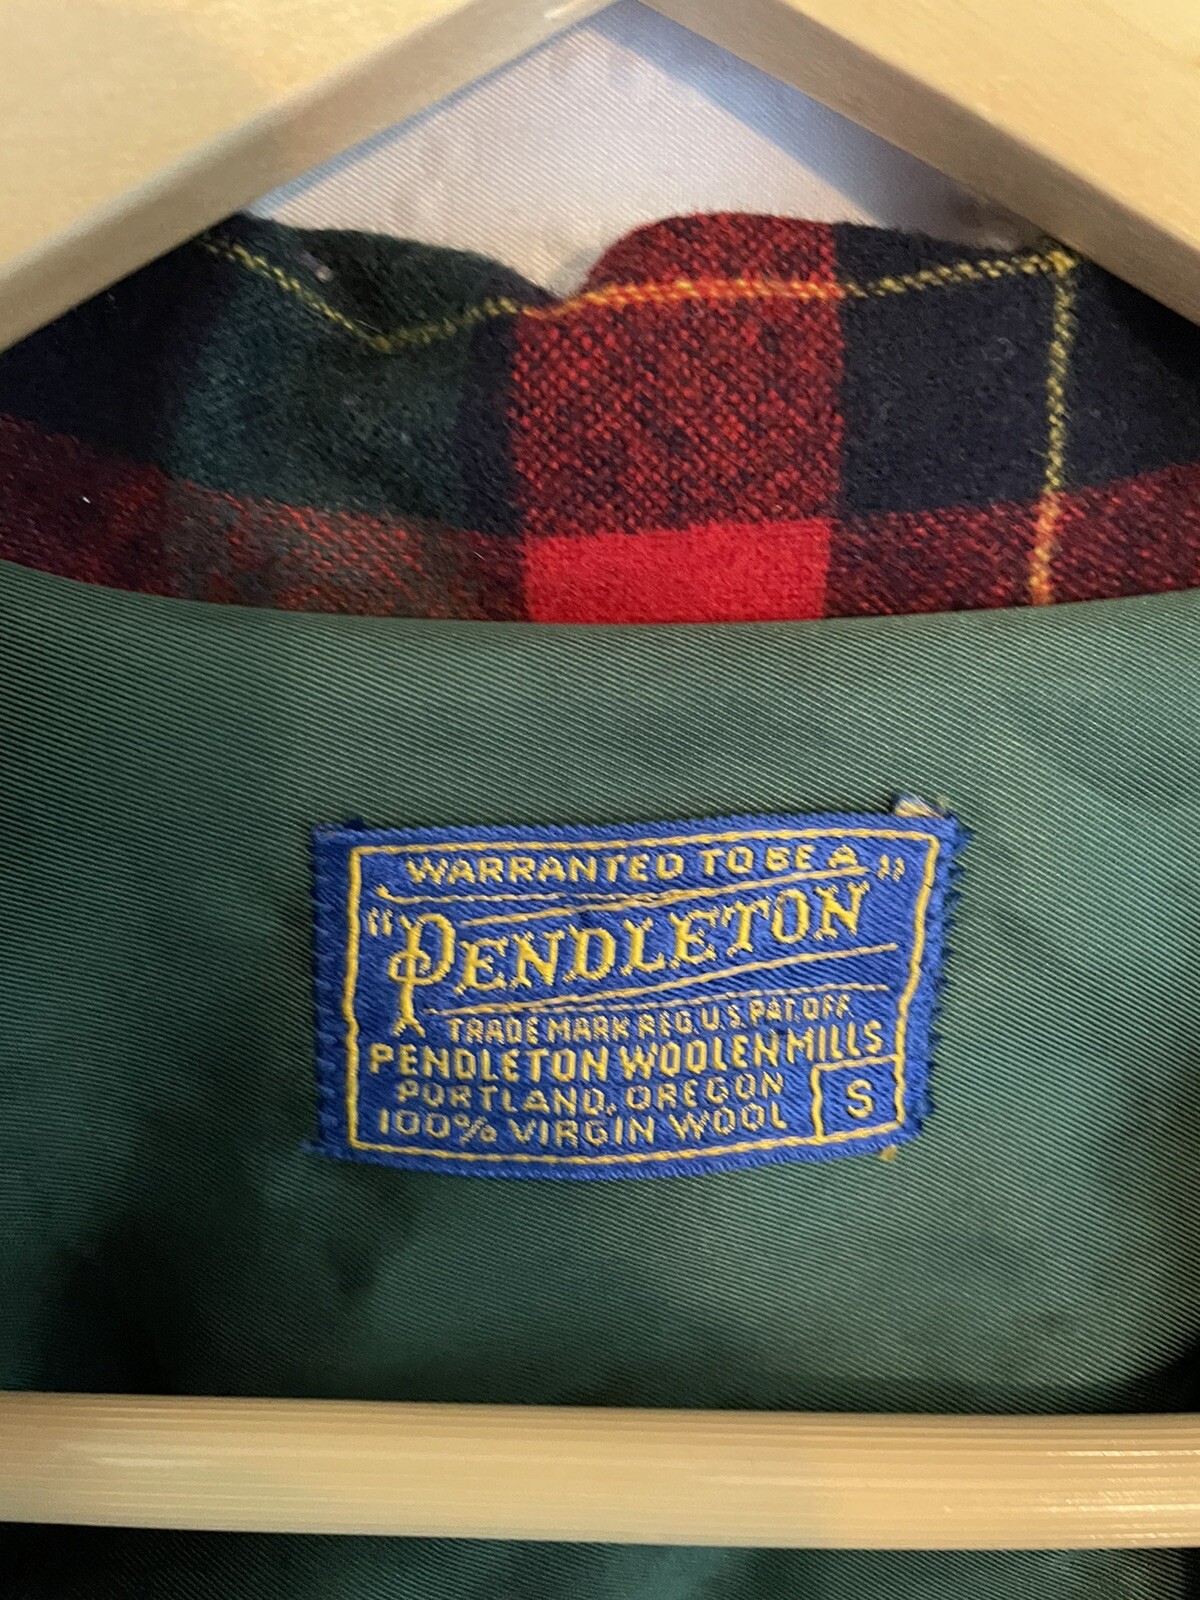 WARRANTED TO BE A
"PENDLETON"
TRADE MARK REG. U.S. PAT. OFF.
PENDLETON WOOLEN MILLS
PORTLAND, OREGON
100% VIRGIN WOOL
S